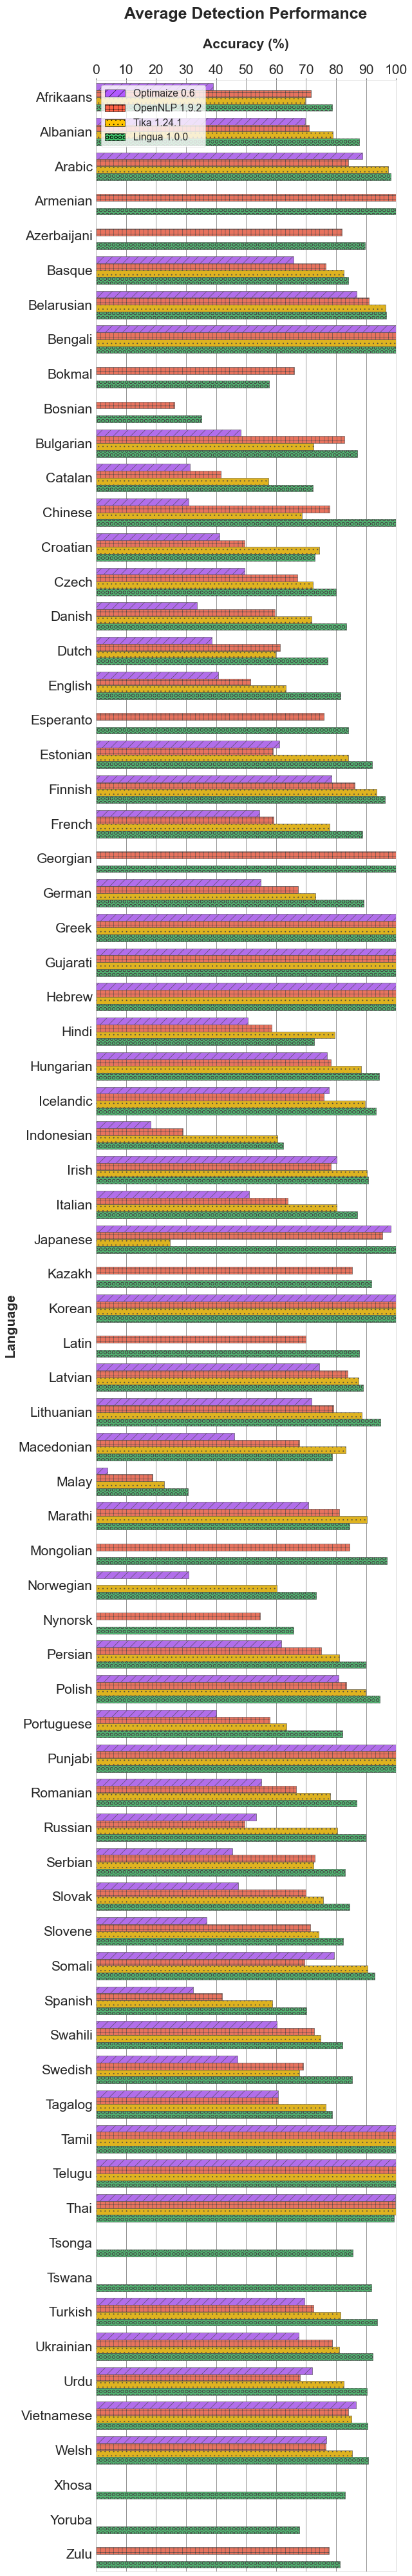 Average Detection Performance
Accuracy (%)
0 10 20 30 40 50 60 70 80 90 100
Optimaize 0.6
OpenNLP 1.9.2
Tika 1.24.1
Lingua 1.0.0
Language
Afrikaans
Albanian
Arabic
Armenian
Azerbaijani
Basque
Belarusian
Bengali
Bokmal
Bosnian
Bulgarian
Catalan
Chinese
Croatian
Czech
Danish
Dutch
English
Esperanto
Estonian
Finnish
French
Georgian
German
Greek
Gujarati
Hebrew
Hindi
Hungarian
Icelandic
Indonesian
Irish
Italian
Japanese
Kazakh
Korean
Latin
Latvian
Lithuanian
Macedonian
Malay
Marathi
Mongolian
Norwegian
Nynorsk
Persian
Polish
Portuguese
Punjabi
Romanian
Russian
Serbian
Slovak
Slovene
Somali
Spanish
Swahili
Swedish
Tagalog
Tamil
Telugu
Thai
Tsonga
Tswana
Turkish
Ukrainian
Urdu
Vietnamese
Welsh
Xhosa
Yoruba
Zulu